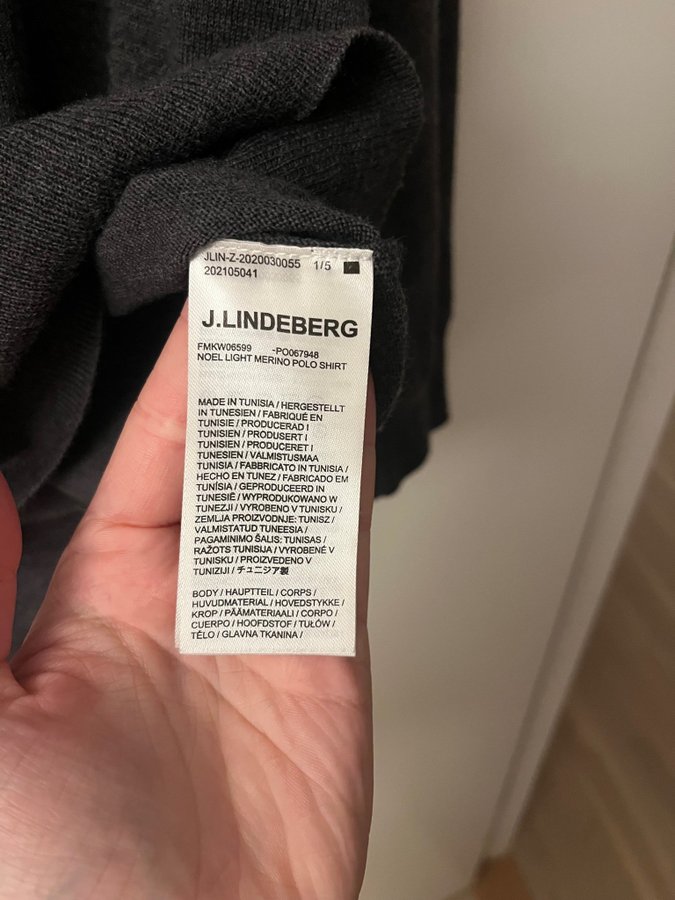 JLIN-Z-2020030055 1/5
202105041
J.LINDEBERG
FMKW06599 -PO067948
NOEL LIGHT MERINO POLO SHIRT
MADE IN TUNISIA / HERGESTELLT
IN TUNESIEN / FABRIQUÉ EN
TUNISIE / PRODUCERAD I
TUNISIEN / PRODUSERT I
TUNISIEN / PRODUCERET I
TUNESIEN / VALMISTUSMAA
TUNISIA / FABBRICATO IN TUNISIA /
HECHO EN TUNEZ / FABRICADO EM
TUNÍSIA / GEPRODUCEERD IN
TUNESIË / WYPRODUKOWANO W
TUNEZJI / VYROBENO V TUNISKU /
ZEMLJA PROIZVODNJE: TUNISZ /
VALMISTATUD TUNEESIA /
PAGAMINIMO ŠALIS: TUNISAS /
RAŽOTS TUNISIJA / VYROBENÉ V
TUNISKU / PROIZVEDENO V
TUNIZIJI / チュニジア製
BODY / HAUPTTEIL / CORPS /
HUVUDMATERIAL / HOVEDSTYKKE /
KROP / PÄÄMATERIAALI / CORPO /
CUERPO / HOOFDSTOF / TUŁÓW /
TĚLO / GLAVNA TKANINA /